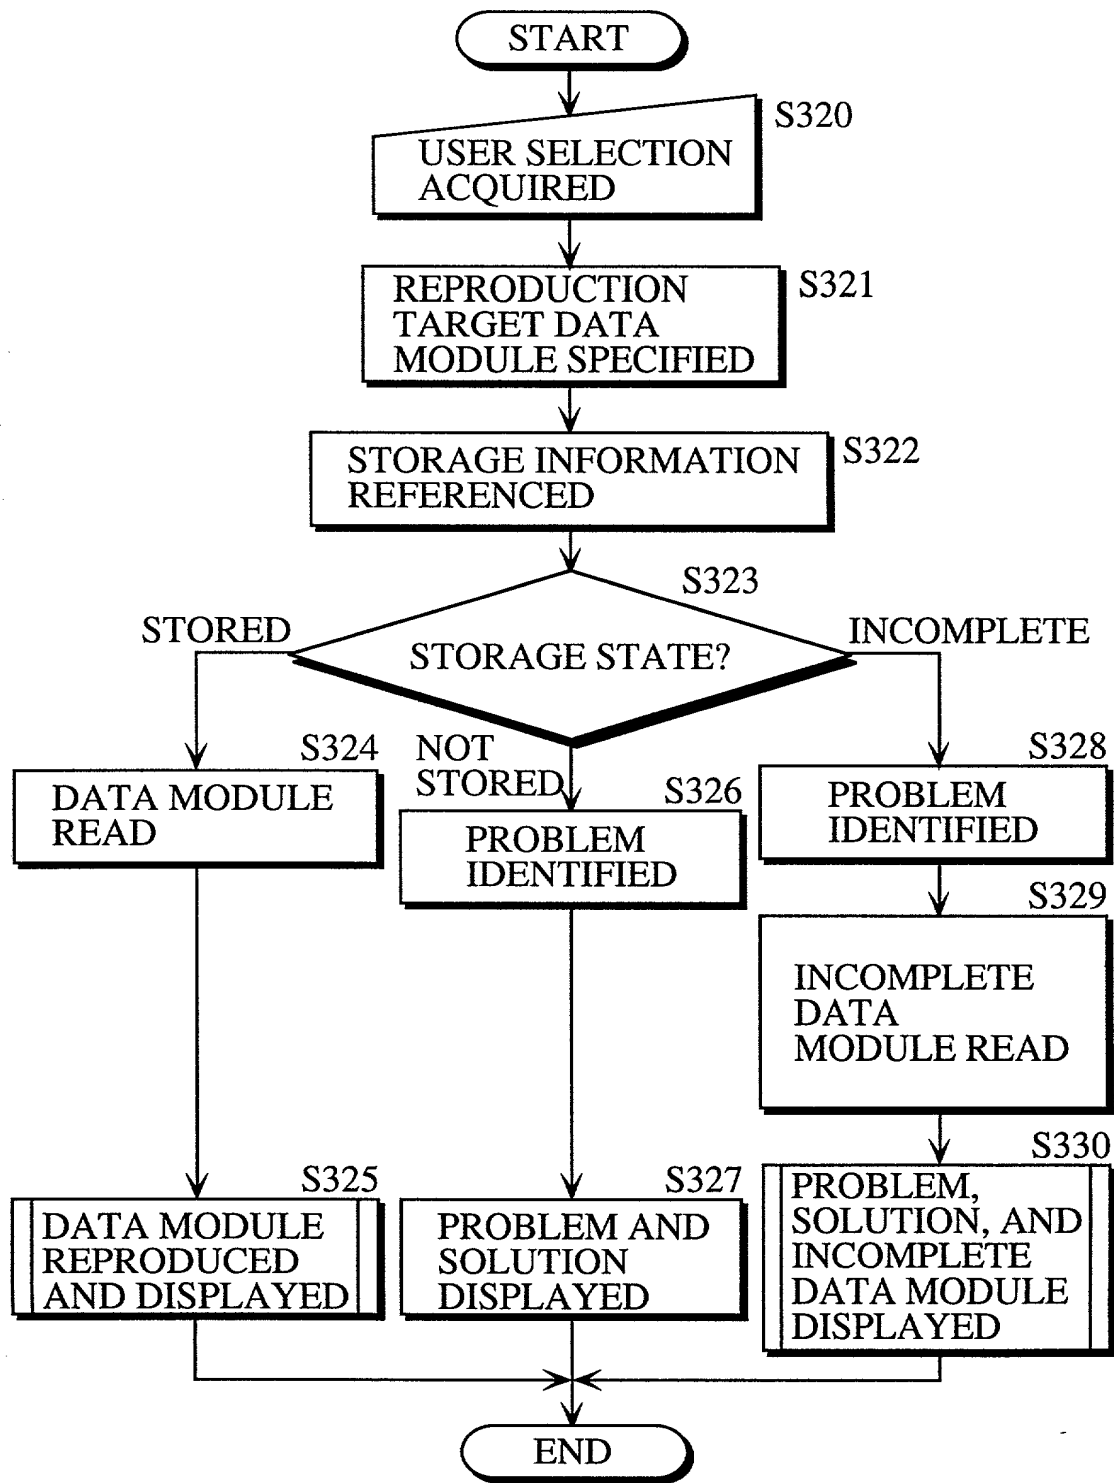 START
S320
USER SELECTION
ACQUIRED
S321
REPRODUCTION
TARGET DATA
MODULE SPECIFIED
S322
STORAGE INFORMATION
REFERENCED
S323
STORED
STORAGE STATE?
INCOMPLETE
NOT
STORED
S324
DATA MODULE
READ
S326
PROBLEM
IDENTIFIED
S328
PROBLEM
IDENTIFIED
S329
INCOMPLETE
DATA
MODULE READ
S325
DATA MODULE
REPRODUCED
AND DISPLAYED
S327
PROBLEM AND
SOLUTION
DISPLAYED
S330
PROBLEM,
SOLUTION, AND
INCOMPLETE
DATA MODULE
DISPLAYED
END